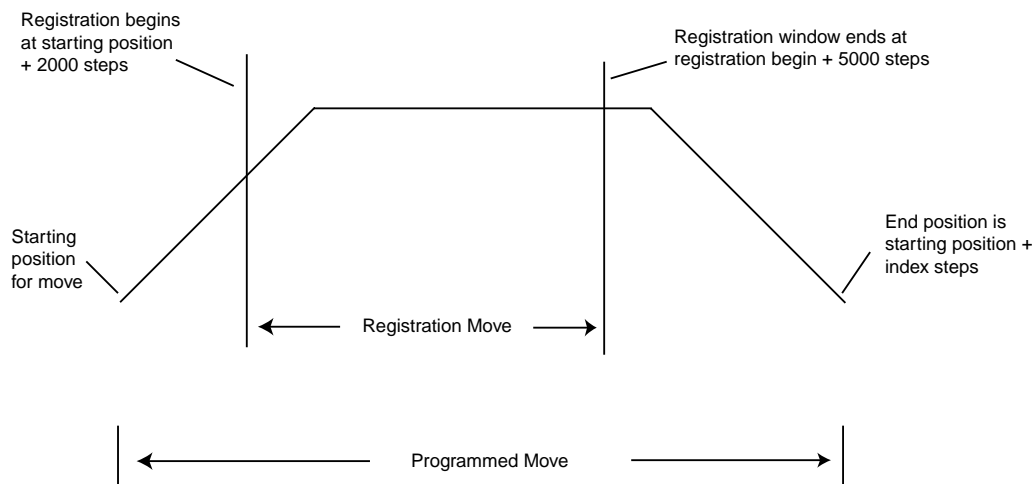 Registration begins
at starting position
+ 2000 steps
Registration window ends at
registration begin + 5000 steps
Starting
position
for move
End position is
starting position +
index steps
Registration Move
Programmed Move